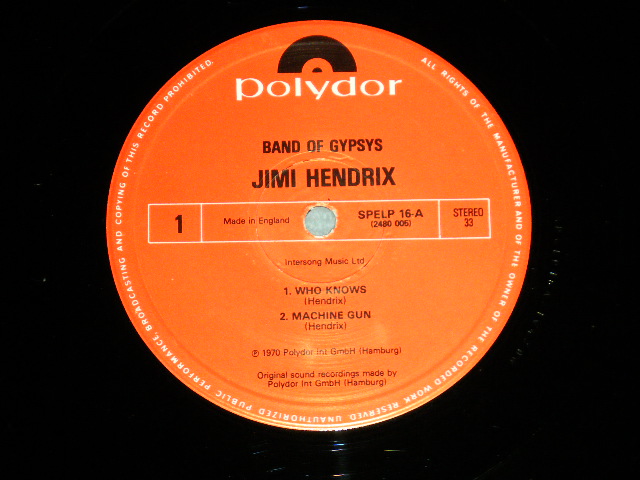 polydor
BAND OF GYPSYS
JIMI HENDRIX
1
Made in England
SPELP 16-A
(2480 005)
STEREO
33
Intersong Music Ltd
1. WHO KNOWS
(Hendrix)
2. MACHINE GUN
(Hendrix)
℗ 1970 Polydor Int GmbH (Hamburg)
Original sound recordings made by
Polydor Int GmbH (Hamburg)
ALL RIGHTS OF THE MANUFACTURER AND OF THE OWNER OF THE RECORDED WORK RESERVED. UNAUTHORIZED PUBLIC PERFORMANCE, BROADCASTING AND COPYING OF THIS RECORD PROHIBITED.